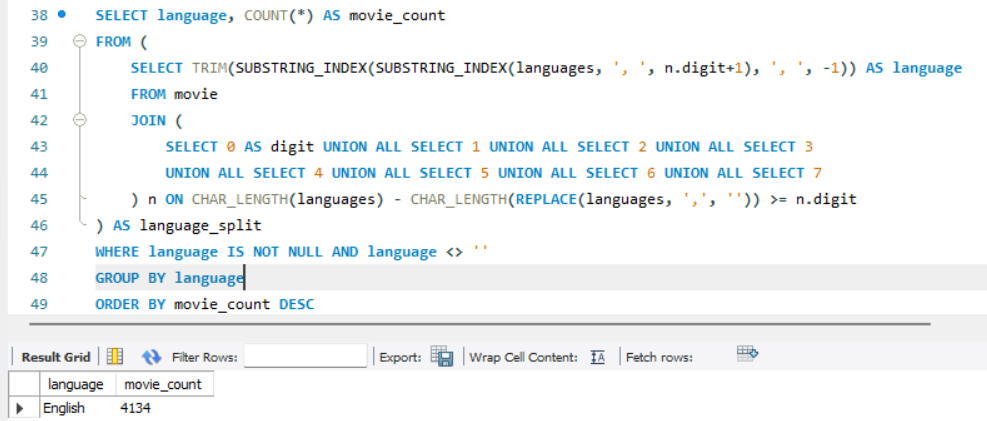 38 SELECT language, COUNT(*) AS movie_count
39 FROM (
40 SELECT TRIM(SUBSTRING_INDEX(SUBSTRING_INDEX(languages, ', ', n.digit+1), ', ', -1)) AS language
41 FROM movie
42 JOIN (
43 SELECT 0 AS digit UNION ALL SELECT 1 UNION ALL SELECT 2 UNION ALL SELECT 3
44 UNION ALL SELECT 4 UNION ALL SELECT 5 UNION ALL SELECT 6 UNION ALL SELECT 7
45 ) n ON CHAR_LENGTH(languages) - CHAR_LENGTH(REPLACE(languages, ',', '')) >= n.digit
46 ) AS language_split
47 WHERE language IS NOT NULL AND language <> ''
48 GROUP BY language
49 ORDER BY movie_count DESC
Result Grid Filter Rows: Export: Wrap Cell Content: Fetch rows:
language movie_count
English 4134